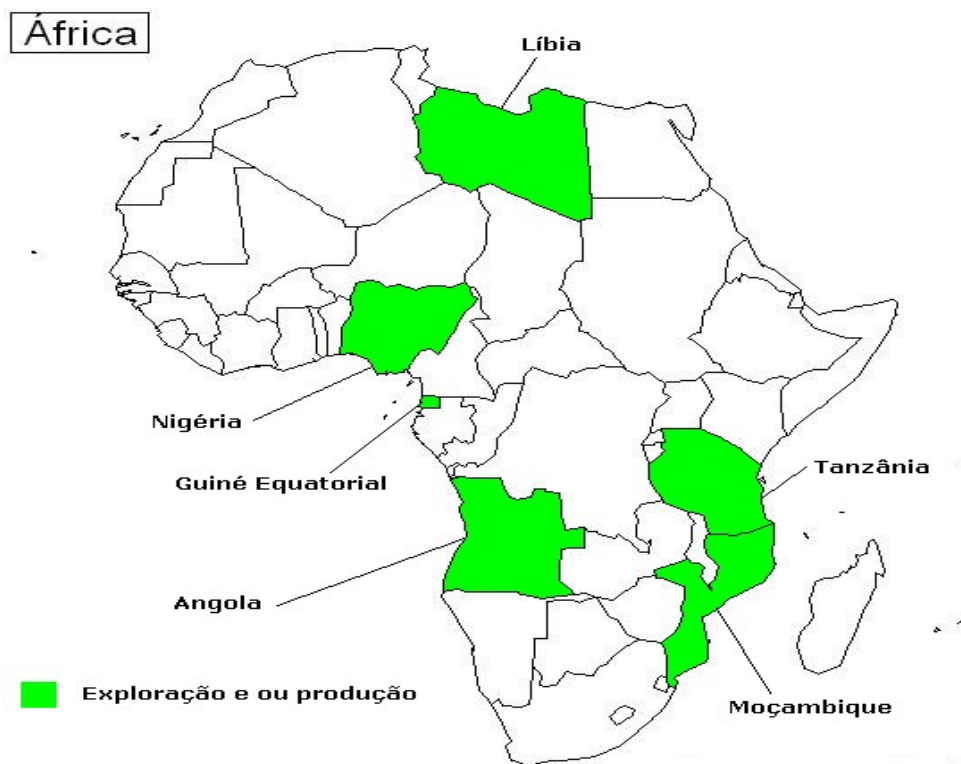 África
Líbia
Nigéria
Guiné Equatorial
Tanzânia
Angola
Exploração e ou produção
Moçambique